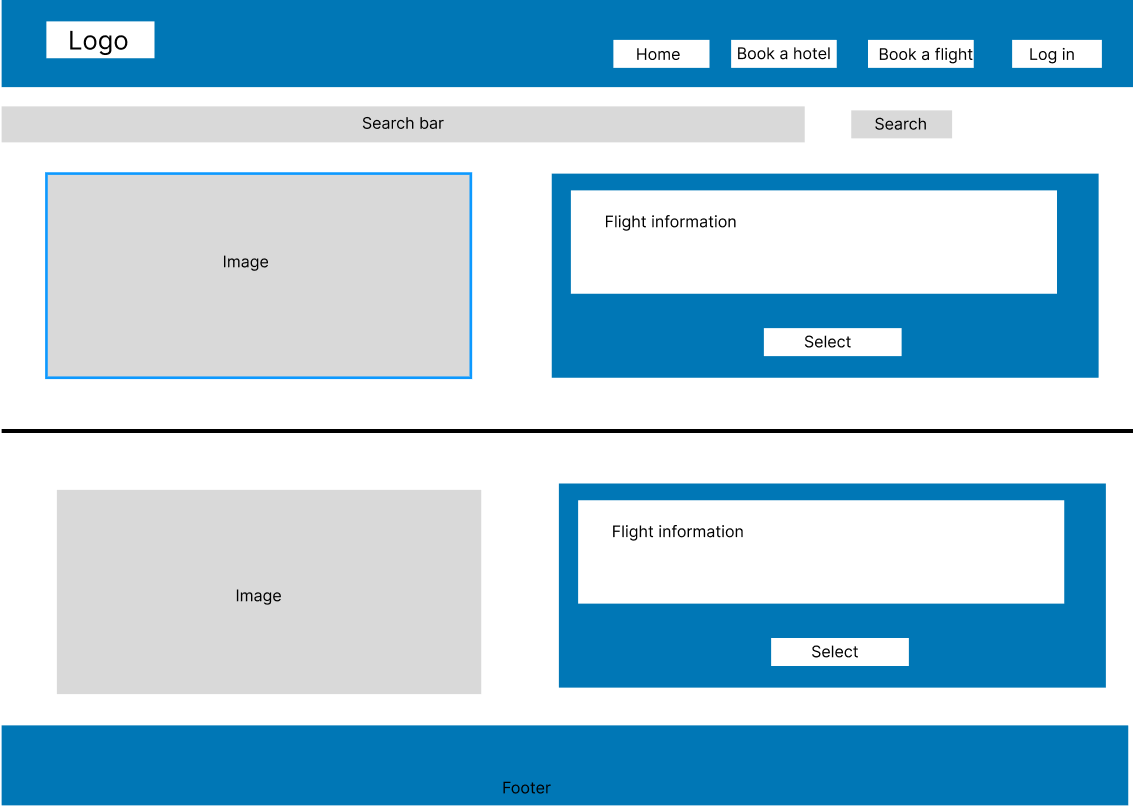 Logo
Home
Book a hotel
Book a flight
Log in
Search bar
Search
Image
Flight information
Select
Image
Flight information
Select
Footer